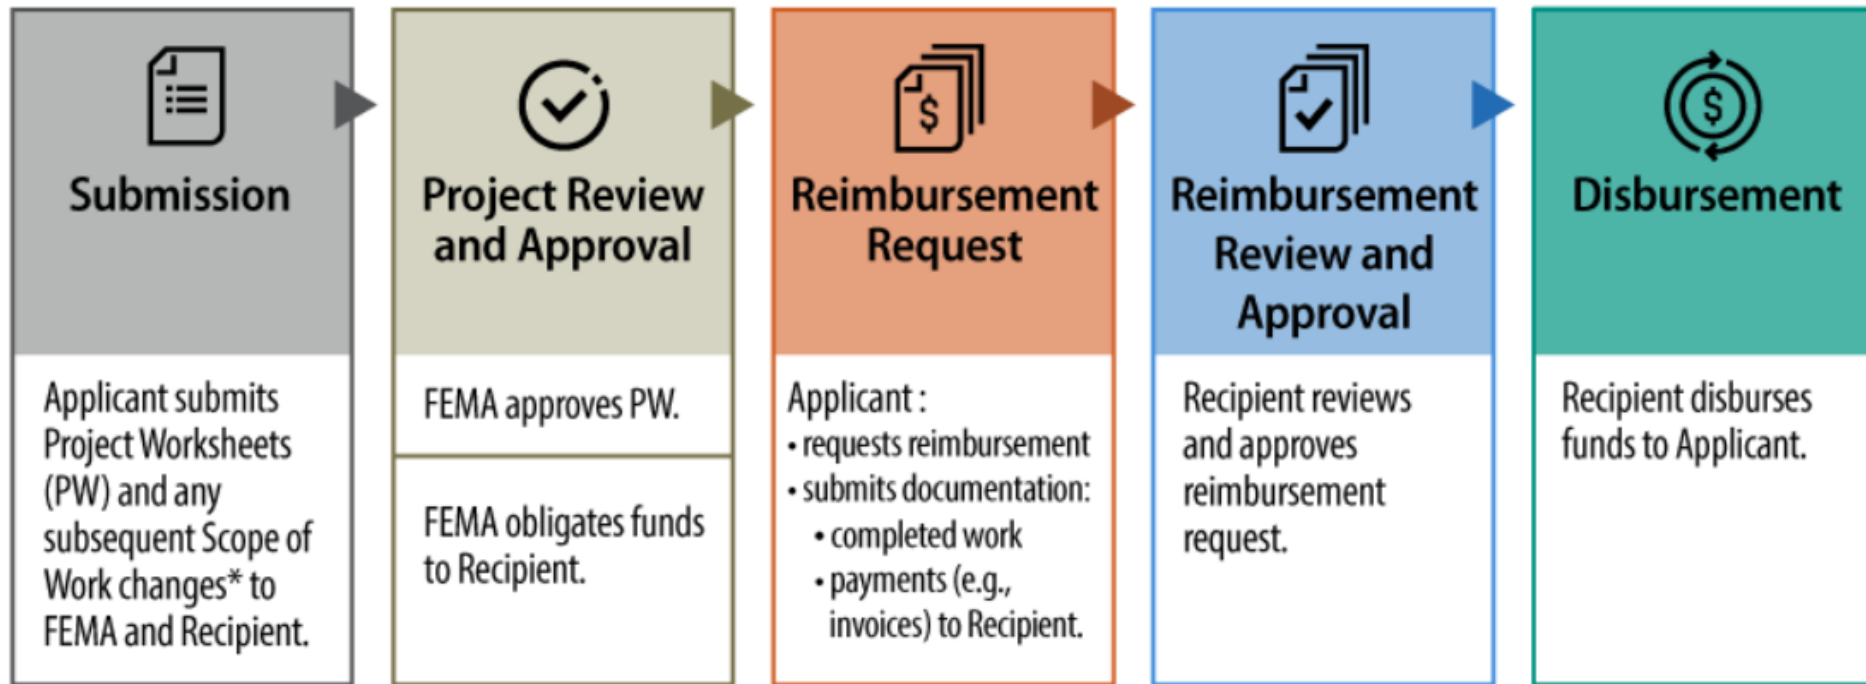 Submission
Applicant submits
Project Worksheets
(PW) and any
subsequent Scope of
Work changes* to
FEMA and Recipient.
Project Review
and Approval
FEMA approves PW.
FEMA obligates funds
to Recipient.
$
Reimbursement
Request
Applicant :
• requests reimbursement
• submits documentation:
• completed work
• payments (e.g.,
invoices) to Recipient.
Reimbursement
Review and
Approval
Recipient reviews
and approves
reimbursement
request.
$
Disbursement
Recipient disburses
funds to Applicant.